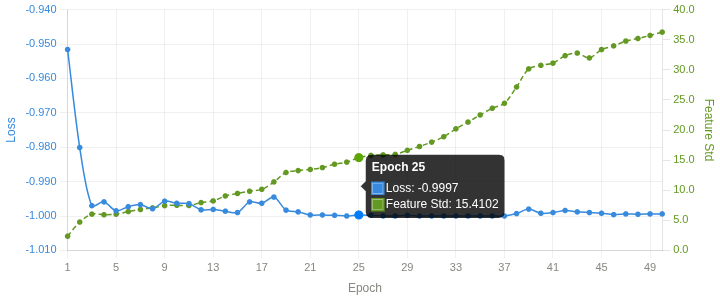 -0.940
-0.950
-0.960
-0.970
-0.980
-0.990
-1.000
-1.010
Loss
40.0
35.0
30.0
25.0
20.0
15.0
10.0
5.0
0.0
Feature Std
Epoch 25
Loss: -0.9997
Feature Std: 15.4102
1 5 9 13 17 21 25 29 33 37 41 45 49
Epoch